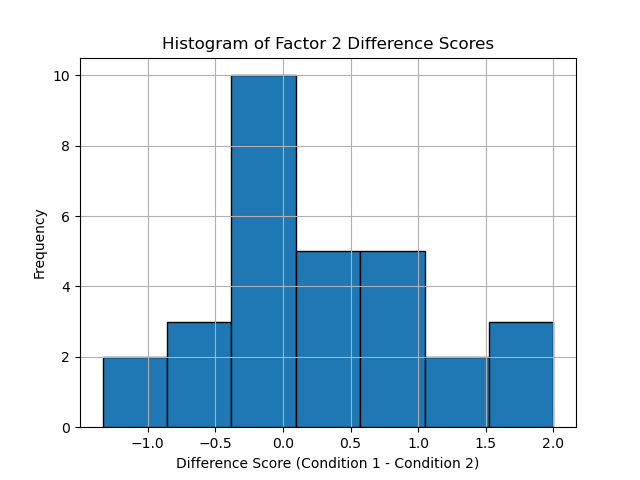 Histogram of Factor 2 Difference Scores
10
8
6
4
2
0
Frequency
−1.0 −0.5 0.0 0.5 1.0 1.5 2.0
Difference Score (Condition 1 - Condition 2)